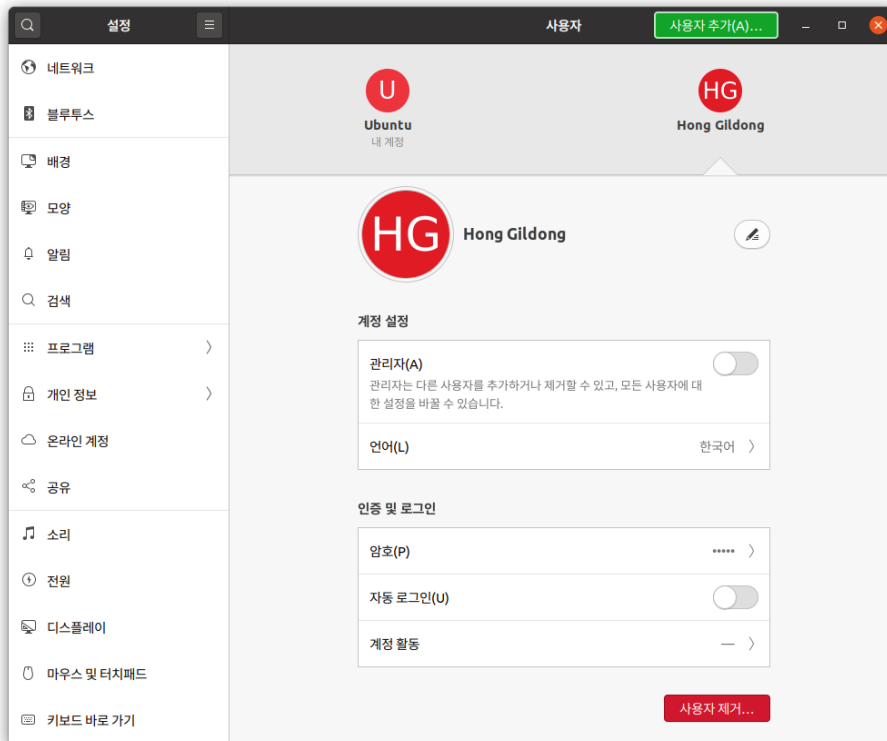 설정
사용자
사용자 추가(A)...
네트워크
블루투스
배경
모양
알림
검색
프로그램
개인 정보
온라인 계정
공유
소리
전원
디스플레이
마우스 및 터치패드
키보드 바로 가기
U
Ubuntu
내 계정
HG
Hong Gildong
HG
Hong Gildong
계정 설정
관리자(A)
관리자는 다른 사용자를 추가하거나 제거할 수 있고, 모든 사용자에 대
한 설정을 바꿀 수 있습니다.
언어(L)
한국어
인증 및 로그인
암호(P)
•••••
자동 로그인(U)
계정 활동
—
사용자 제거...